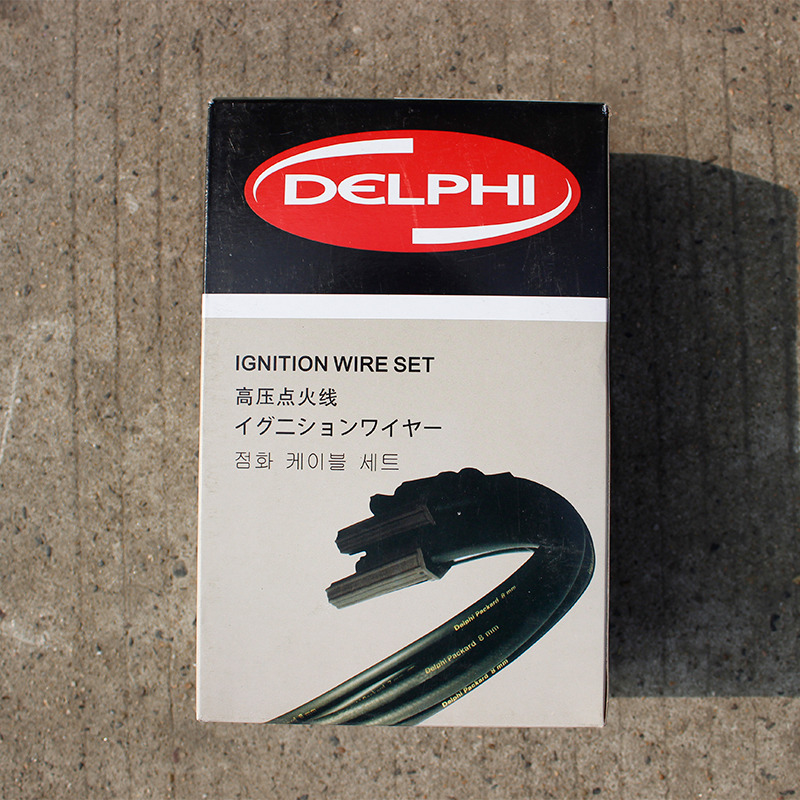 DELPHI
IGNITION WIRE SET
高压点火线
イグニションワイヤー
점화 케이블 세트
Delphi Packard 8 mm
Delphi Packard 8 mm
Delphi Packard 8 mm